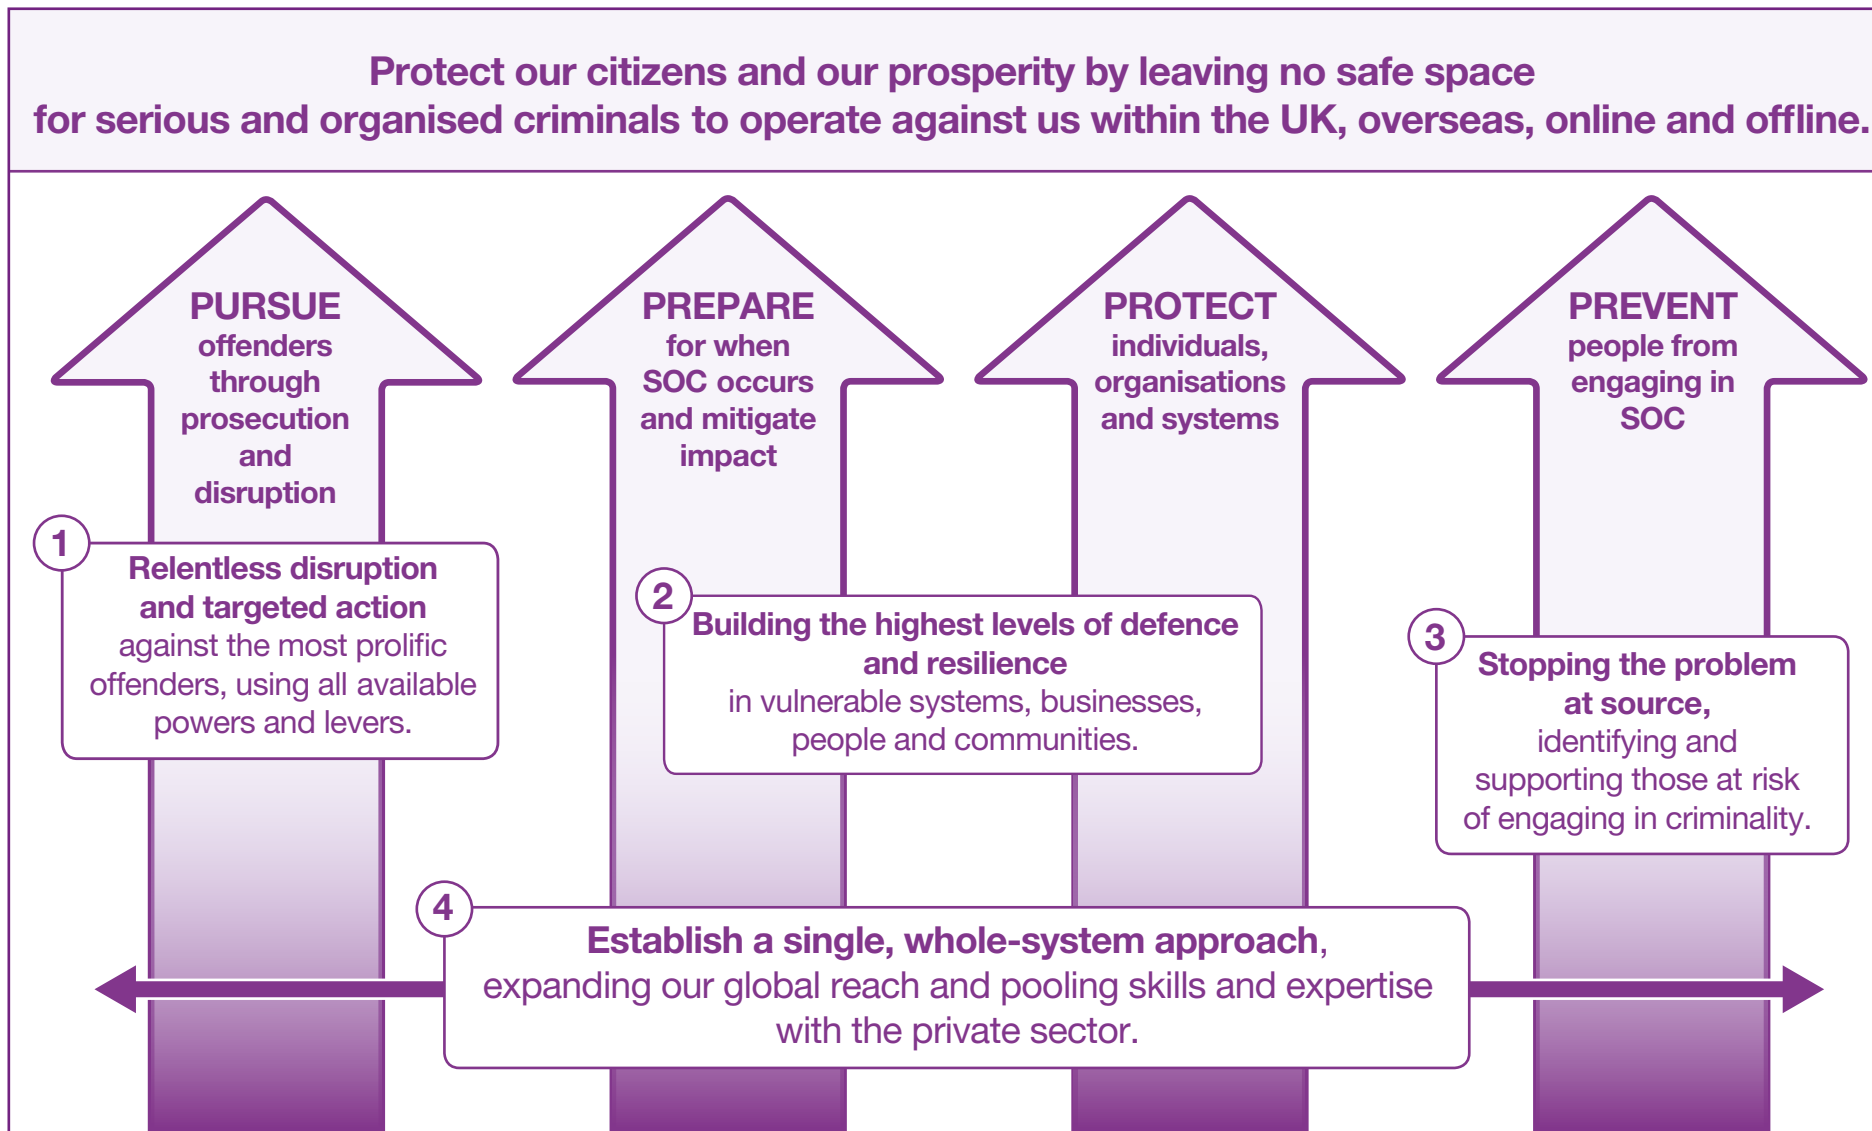 Protect our citizens and our prosperity by leaving no safe space
for serious and organised criminals to operate against us within the UK, overseas, online and offline.
PURSUE
offenders
through
prosecution
and
disruption
PREPARE
for when
SOC occurs
and mitigate
impact
PROTECT
individuals,
organisations
and systems
PREVENT
people from
engaging in
SOC
1
Relentless disruption
and targeted action
against the most prolific
offenders, using all available
powers and levers.
2
Building the highest levels of defence
and resilience
in vulnerable systems, businesses,
people and communities.
3
Stopping the problem
at source,
identifying and
supporting those at risk
of engaging in criminality.
4
Establish a single, whole-system approach,
expanding our global reach and pooling skills and expertise
with the private sector.